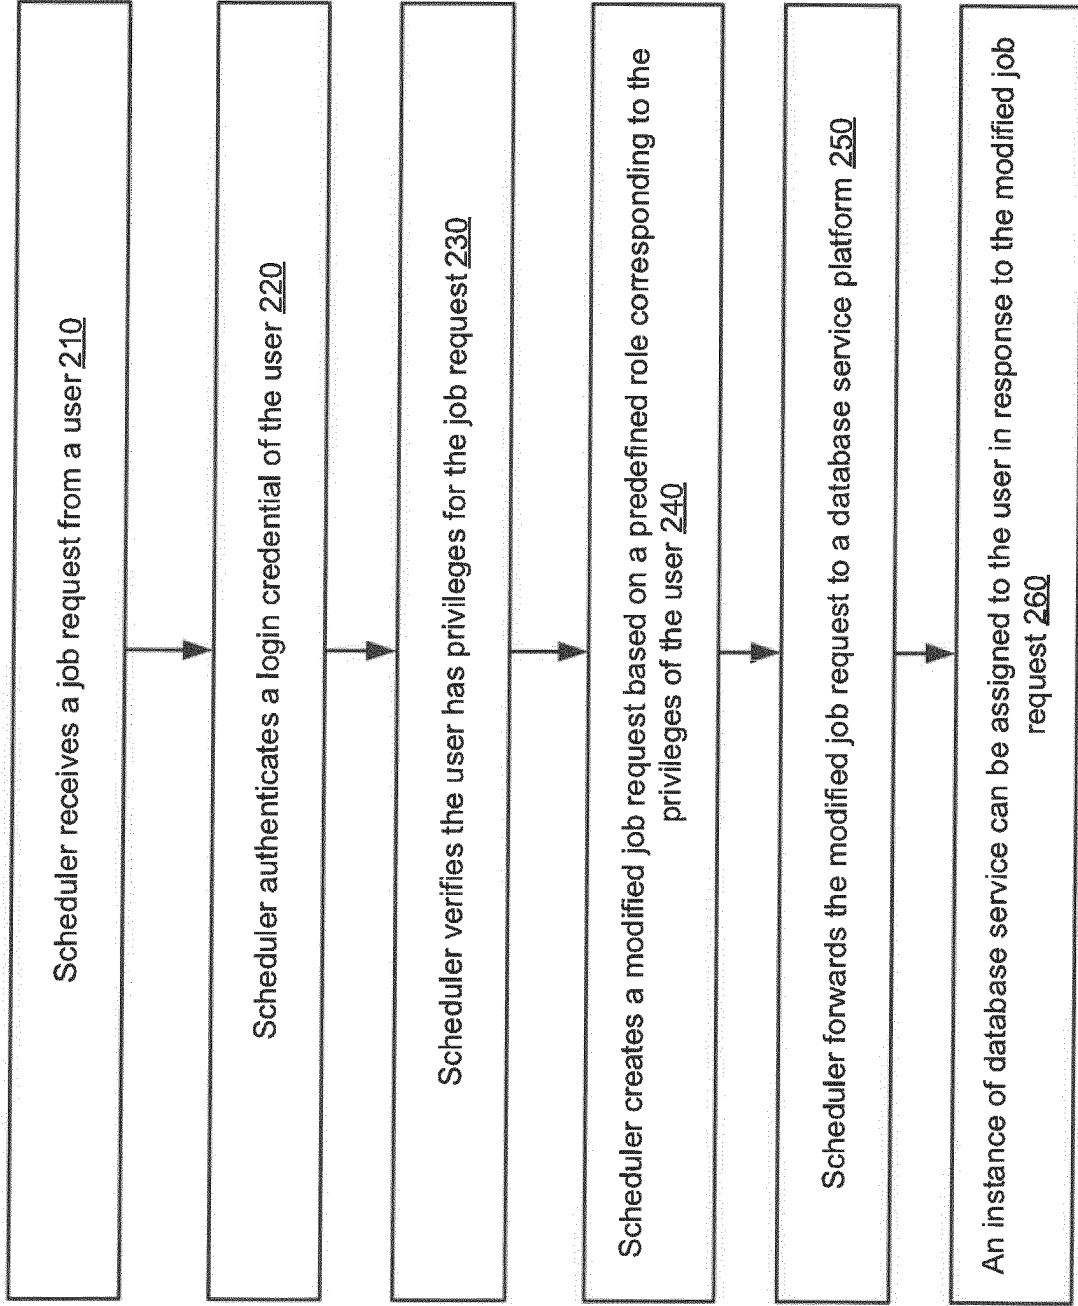 Scheduler receives a job request from a user 210
Scheduler authenticates a login credential of the user 220
Scheduler verifies the user has privileges for the job request 230
Scheduler creates a modified job request based on a predefined role corresponding to the
privileges of the user 240
Scheduler forwards the modified job request to a database service platform 250
An instance of database service can be assigned to the user in response to the modified job
request 260